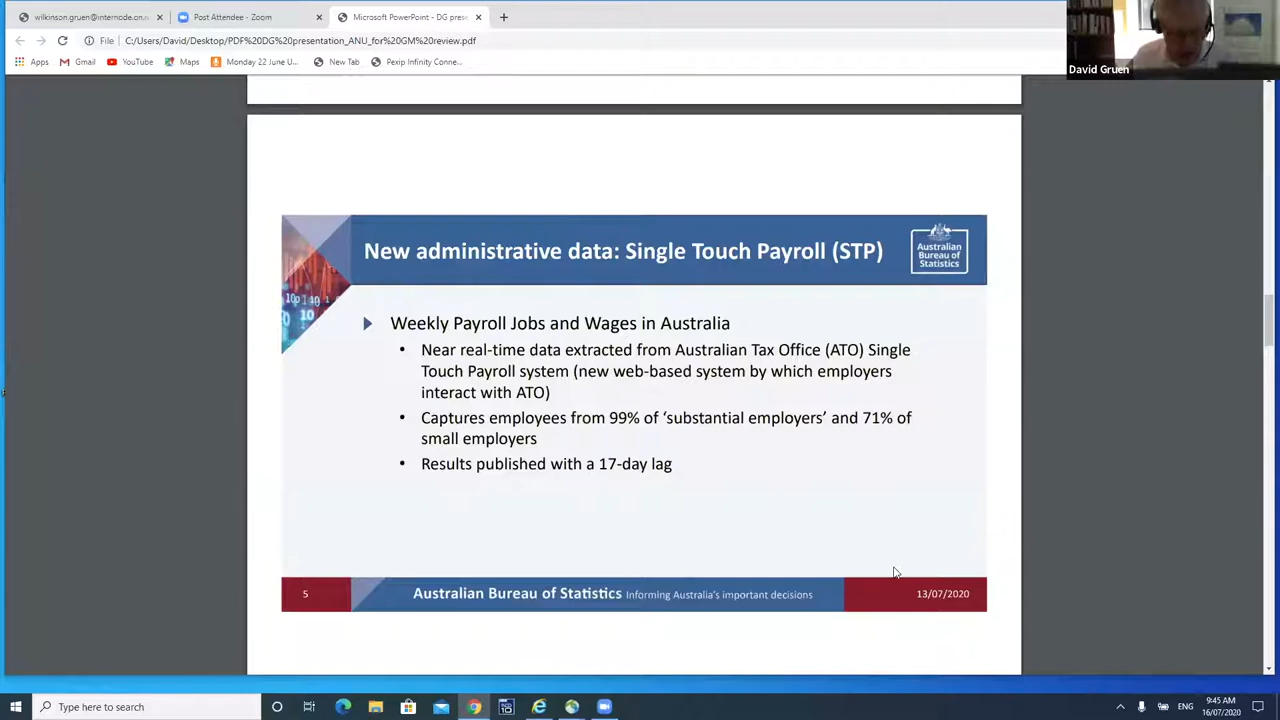 wilkinson.gruen@internode.on.n
Post Attendee - Zoom
Microsoft PowerPoint - DG prese
File
C:/Users/David/Desktop/PDF%20DG%20presentation_ANU_for%20GM%20review.pdf
Apps
Gmail
YouTube
Maps
Monday 22 June U...
New Tab
Pexip Infinity Conne...
David Gruen
New administrative data: Single Touch Payroll (STP)
Australian
Bureau of
Statistics
100 10 1
10
Weekly Payroll Jobs and Wages in Australia
• Near real-time data extracted from Australian Tax Office (ATO) Single
Touch Payroll system (new web-based system by which employers
interact with ATO)
• Captures employees from 99% of ‘substantial employers’ and 71% of
small employers
• Results published with a 17-day lag
5
Australian Bureau of Statistics Informing Australia's important decisions
13/07/2020
Type here to search
ENG
9:45 AM
16/07/2020